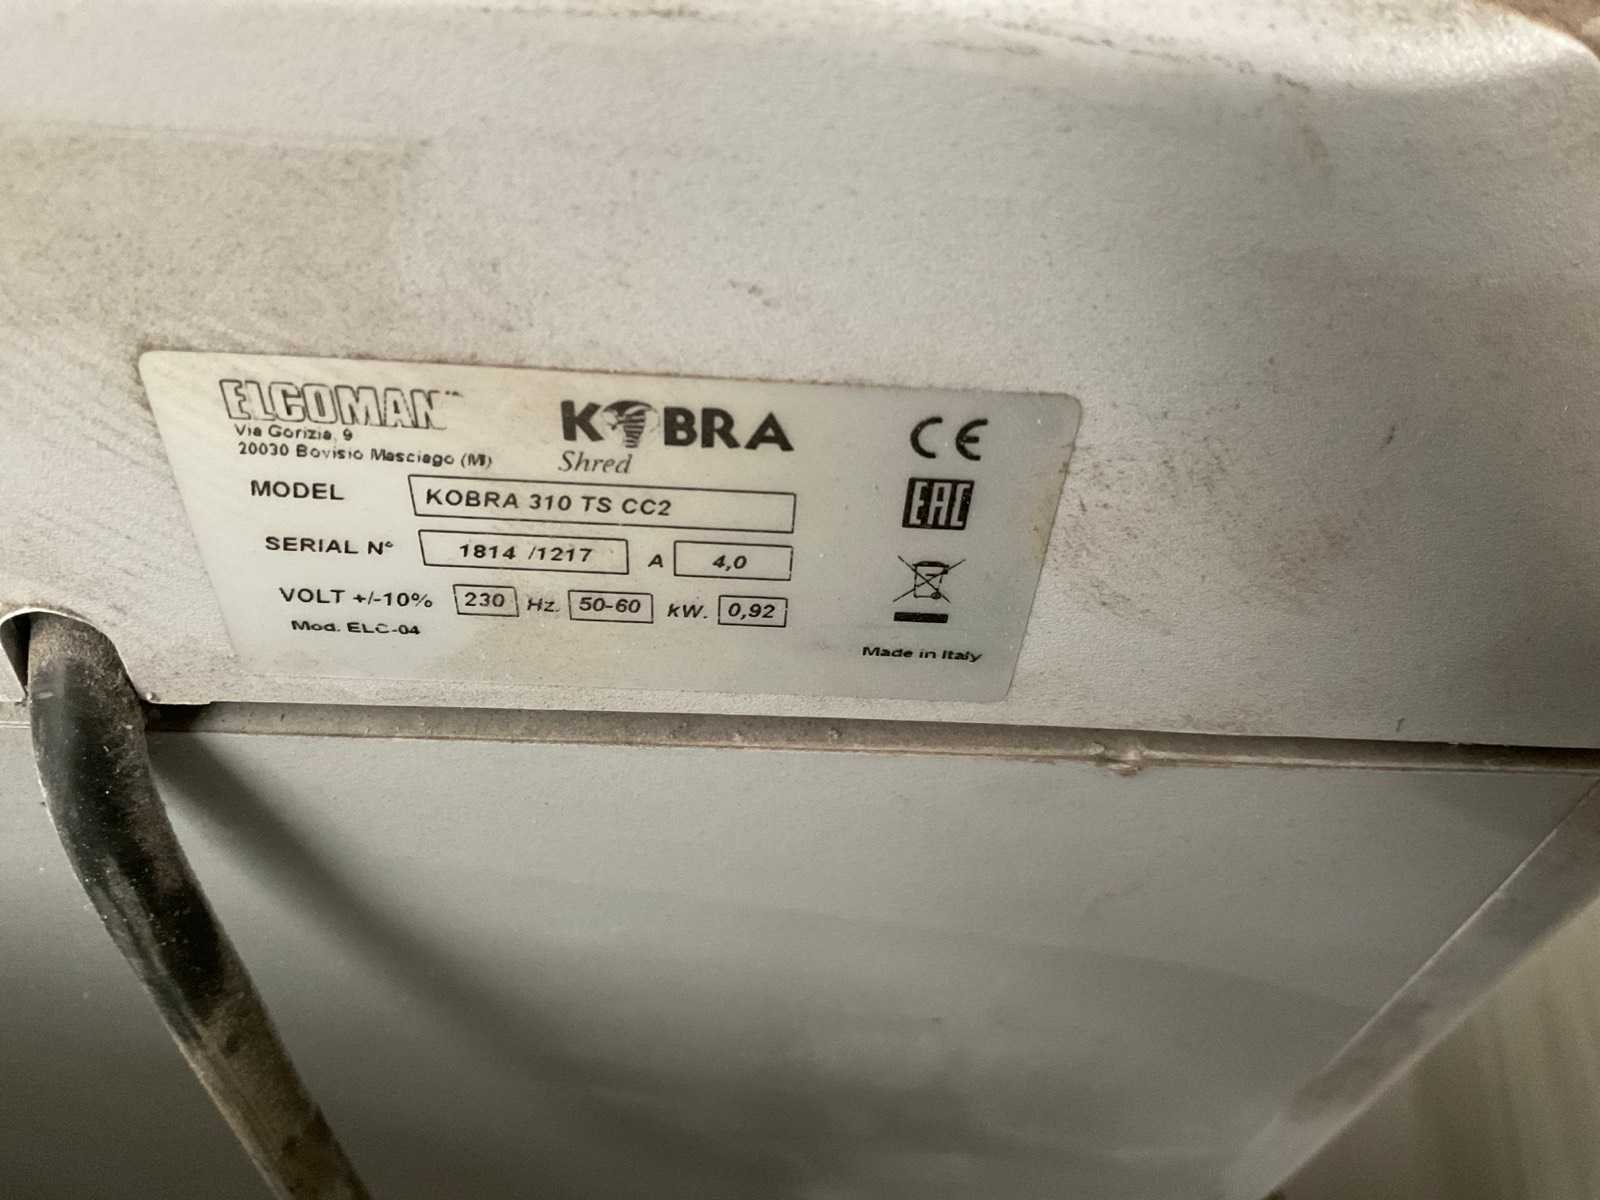 ELCOMAN
Via Gorizia, 9
20030 Bovisio Masciago (MI)
KOBRA
Shred
CE
EAC
MODEL KOBRA 310 TS CC2
SERIAL N° 1814 /1217 A 4,0
VOLT +/-10% 230 Hz. 50-60 kW. 0,92
Mod. ELC-04
Made in Italy